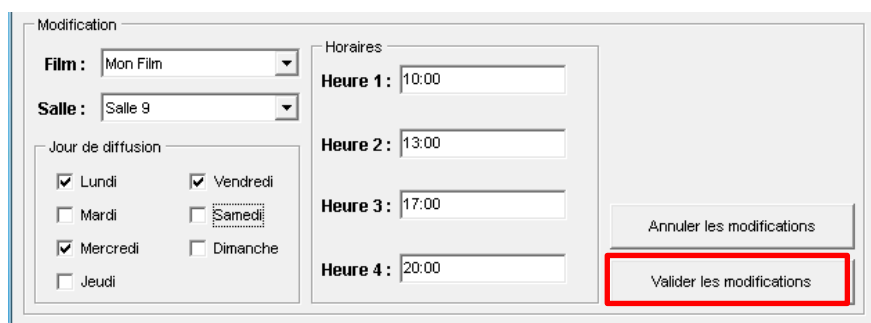 Modification
Film : Mon Film
Salle : Salle 9
Jour de diffusion
Lundi Vendredi
Mardi Samedi
Mercredi Dimanche
Jeudi
Horaires
Heure 1 : 10:00
Heure 2 : 13:00
Heure 3 : 17:00
Heure 4 : 20:00
Annuler les modifications
Valider les modifications